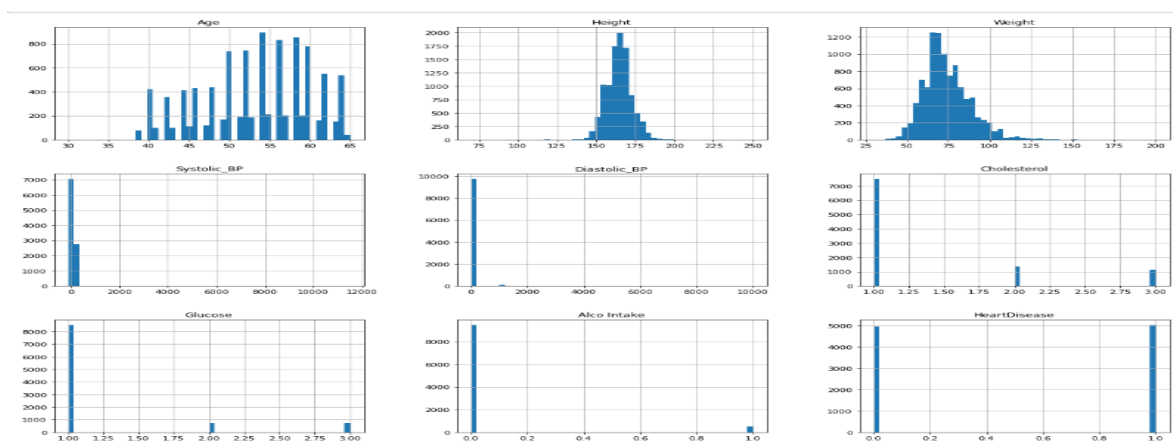 Age Height Weight
800 2000 1200
1750 1000
600 1500 800
1250
400 1000 600
750 400
200 500 200
250
0 0 0
30 35 40 45 50 55 60 65 75 100 125 150 175 200 225 250 25 50 75 100 125 150 175 200
Systolic_BP Diastolic_BP Cholesterol
7000 10000 7000
6000 8000 6000
5000 5000
4000 6000 4000
3000 4000 3000
2000 2000
1000 2000 1000
0 0 0
0 2000 4000 6000 8000 10000 12000 0 2000 4000 6000 8000 10000 1.00 1.25 1.50 1.75 2.00 2.25 2.50 2.75 3.00
Glucose Alco Intake HeartDisease
8000 8000 5000
7000
6000 6000 4000
5000 3000
4000 4000
3000 2000
2000 2000 1000
1000
0 0 0
1.00 1.25 1.50 1.75 2.00 2.25 2.50 2.75 3.00 0.0 0.2 0.4 0.6 0.8 1.0 0.0 0.2 0.4 0.6 0.8 1.0